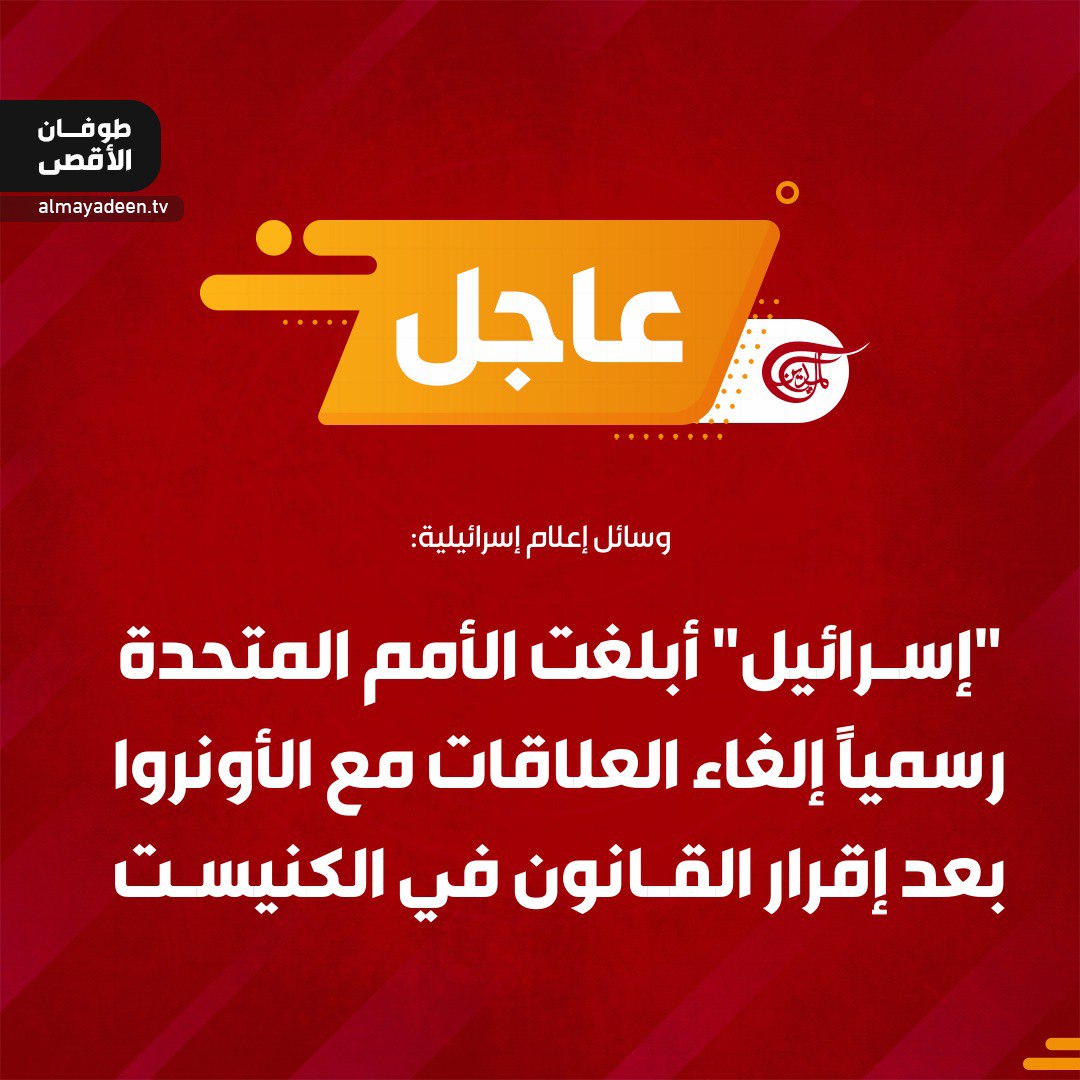 طوفان
الأقصى
almayadeen.tv
عاجل
الميادين
وسائل إعلام إسرائيلية:
"إسرائيل" أبلغت الأمم المتحدة
رسمياً إلغاء العلاقات مع الأونروا
بعد إقرار القانون في الكنيست